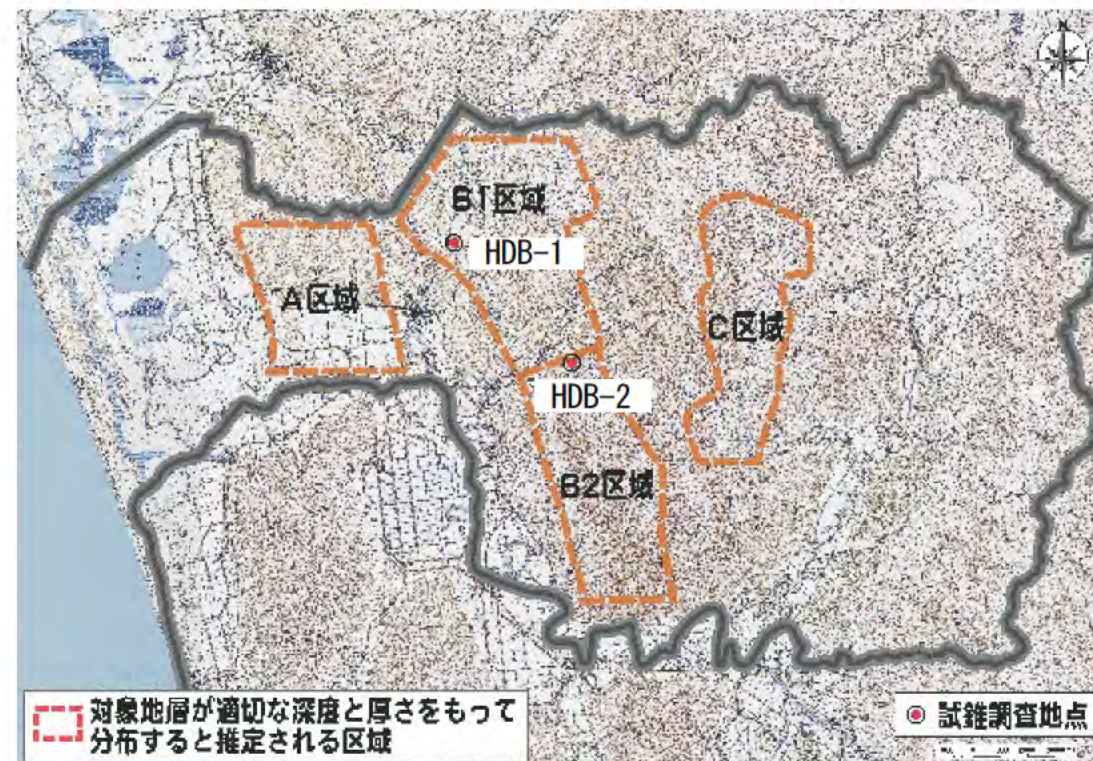 B1区域
HDB-1
A区域
C区域
HDB-2
B2区域
対象地層が適切な深度と厚さをもって
分布すると推定される区域
試錐調査地点